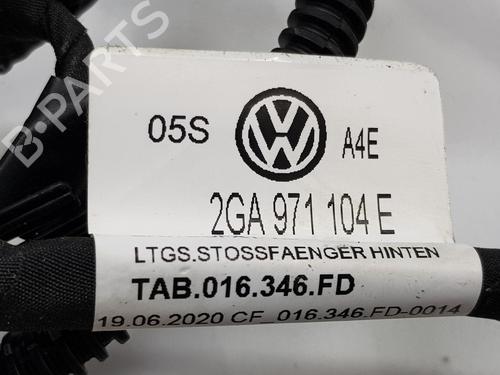 05S
A4E
2GA 971 104 E
LTGS.STOSSFAENGER HINTEN
TAB.016.346.FD
19.06.2020 CF_016.346.FD-0014
B-PARTS